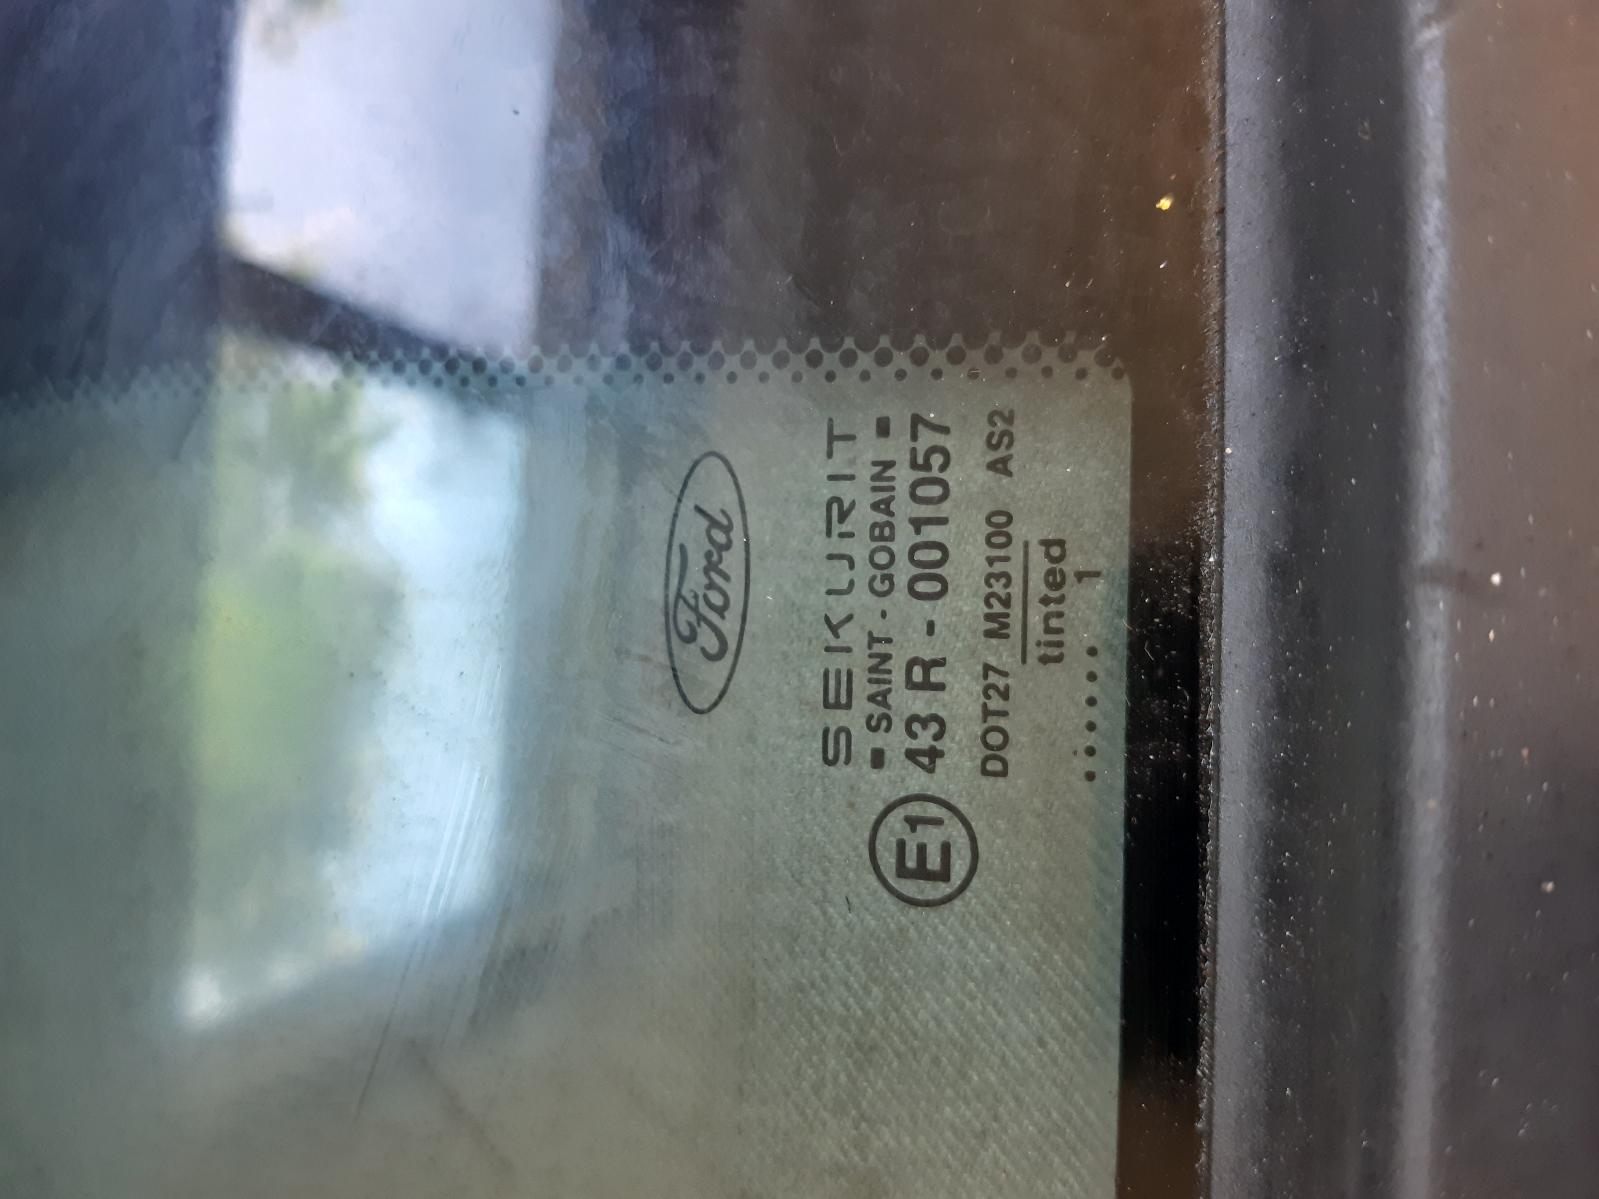 Ford
SEKURIT
▪ SAINT - GOBAIN ▪
E1 43 R - 001057
DOT27 M23100 AS2
tinted
...... 1